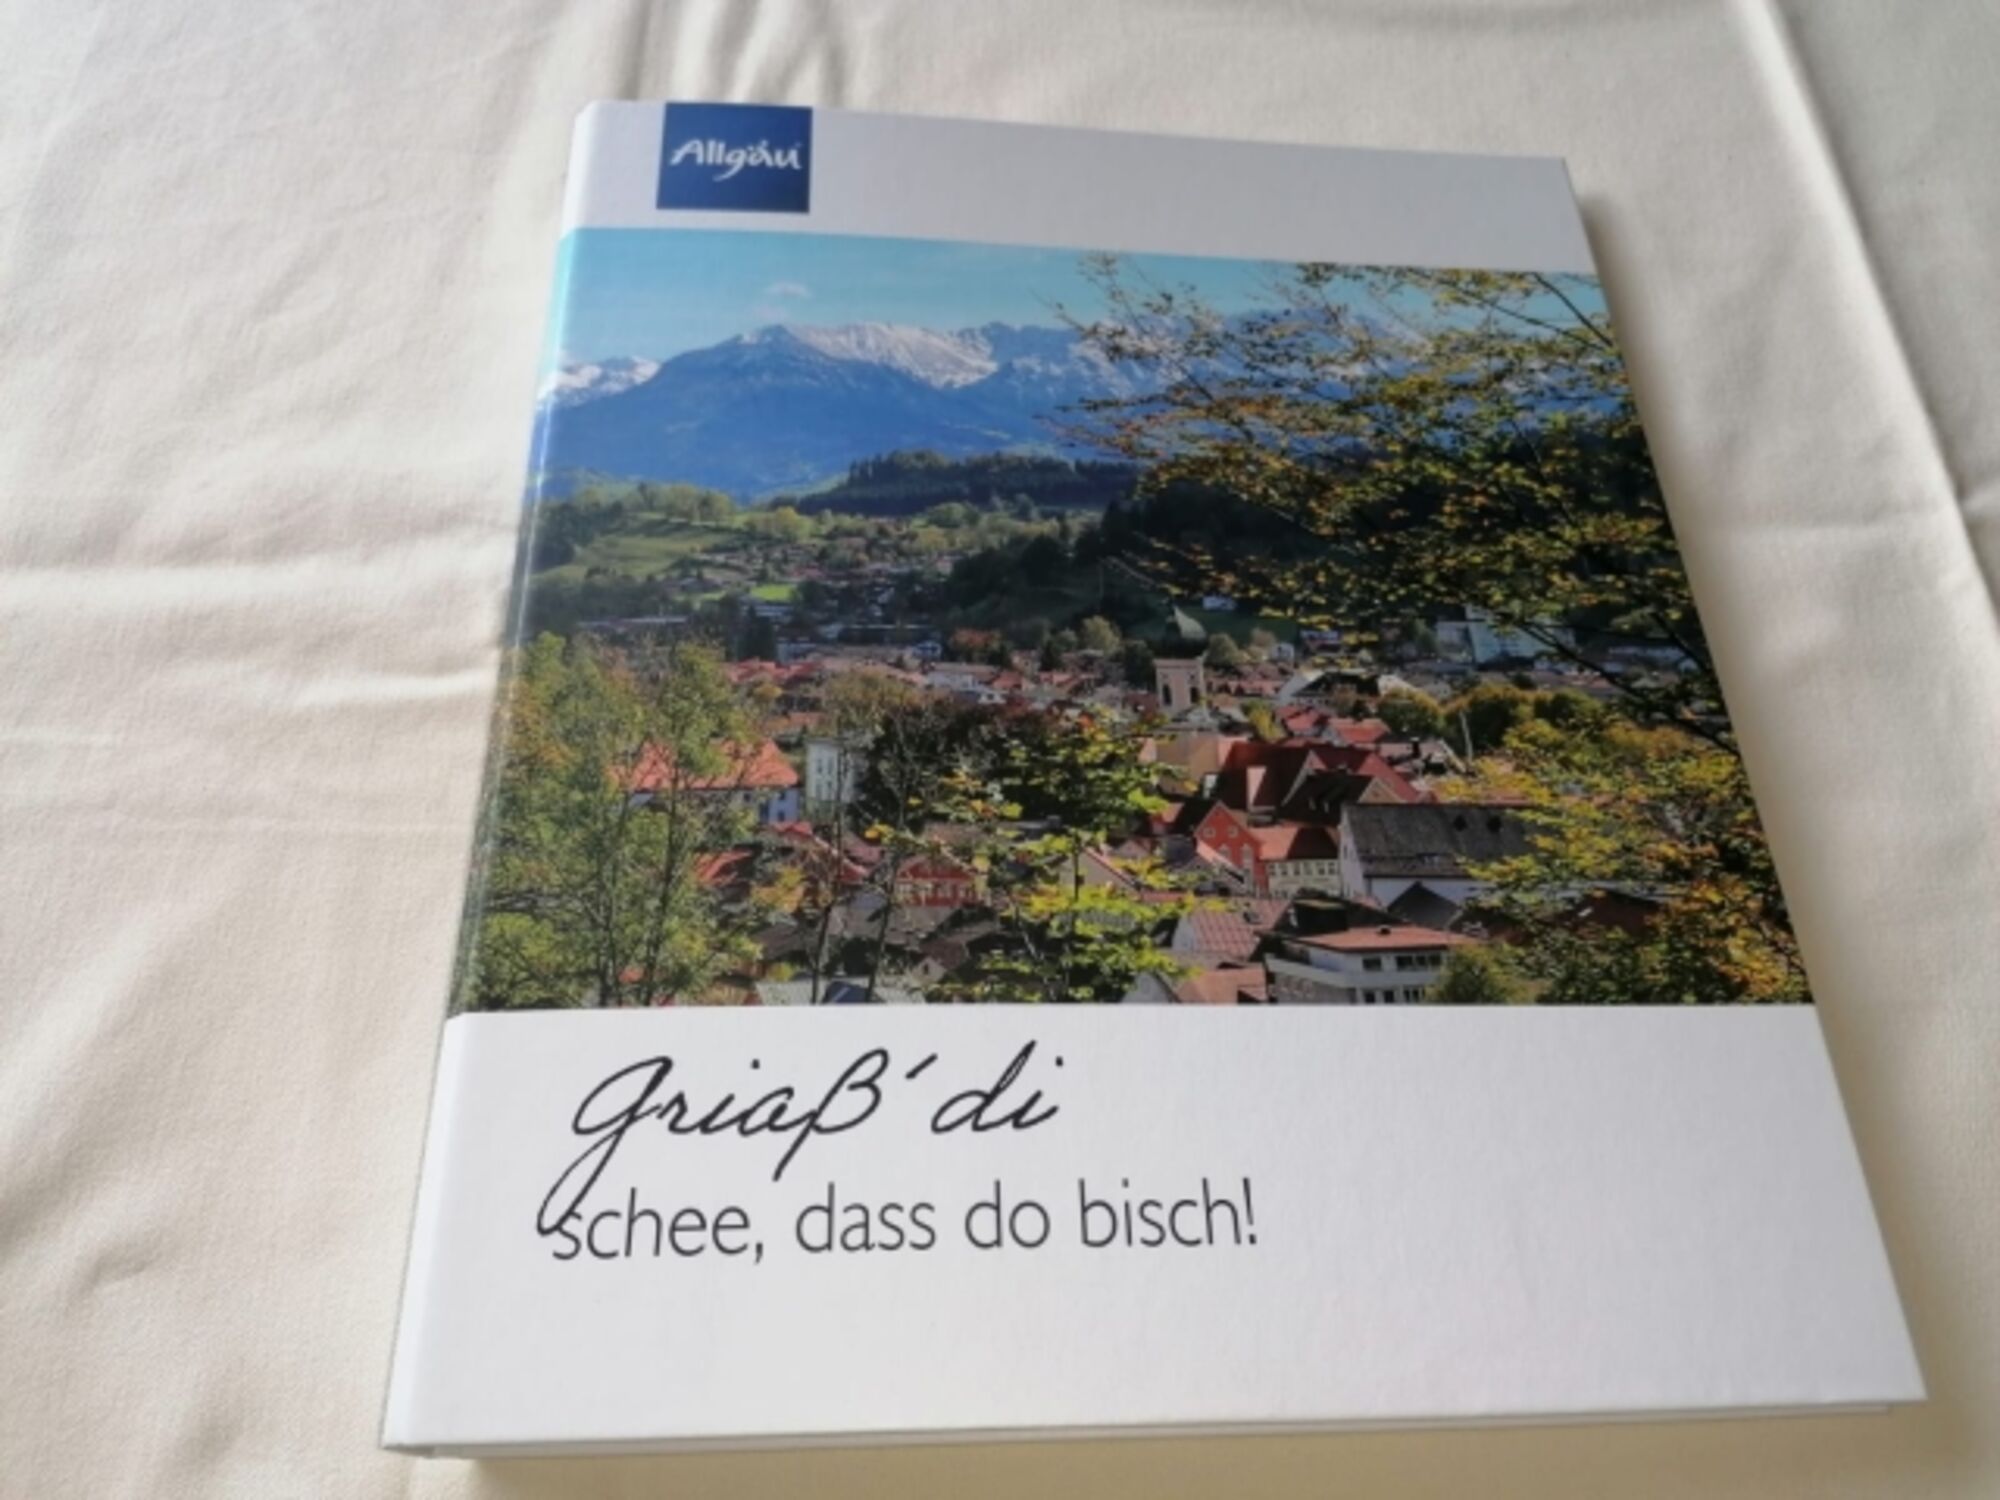 Allgäu
Griaß´di
schee, dass do bisch!